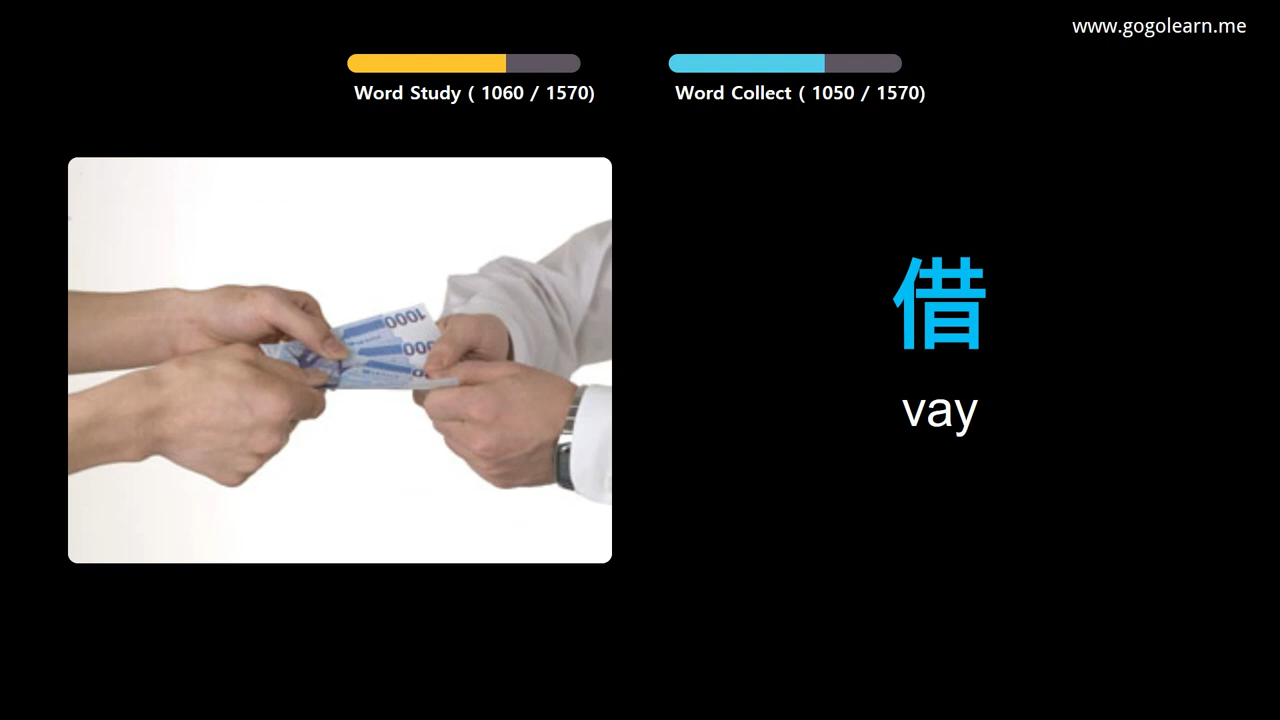 www.gogolearn.me
Word Study ( 1060 / 1570)
Word Collect ( 1050 / 1570)
1000
借
vay